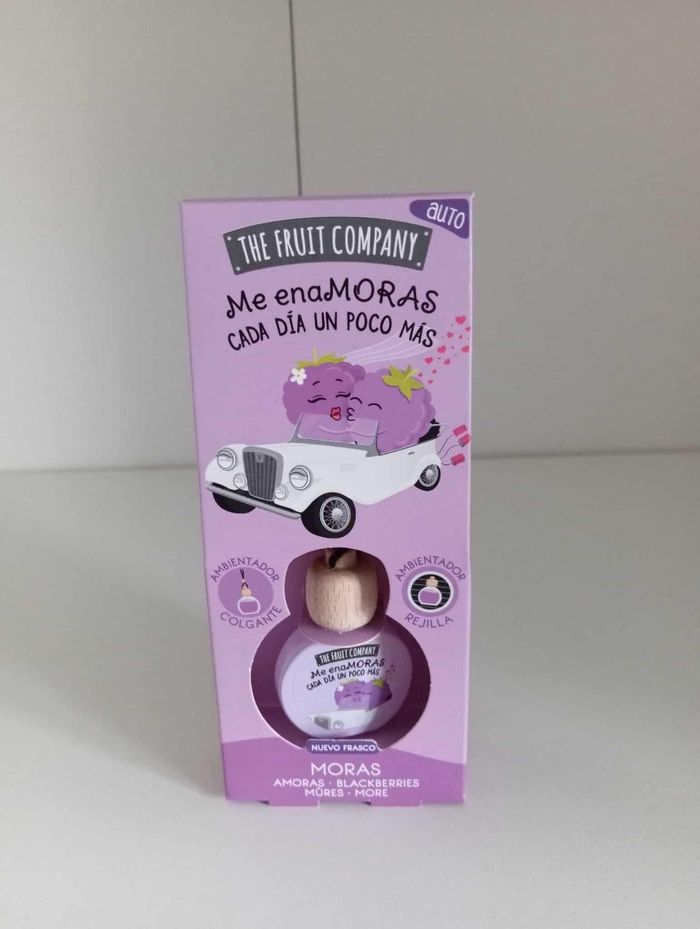 auto
THE FRUIT COMPANY
Me enaMORAS
CADA DÍA UN POCO MÁS
AMBIENTADOR
COLGANTE
AMBIENTADOR
REJILLA
THE FRUIT COMPANY
Me enaMORAS
CADA DÍA UN POCO MÁS
NUEVO FRASCO
MORAS
AMORAS · BLACKBERRIES
MÛRES · MORE